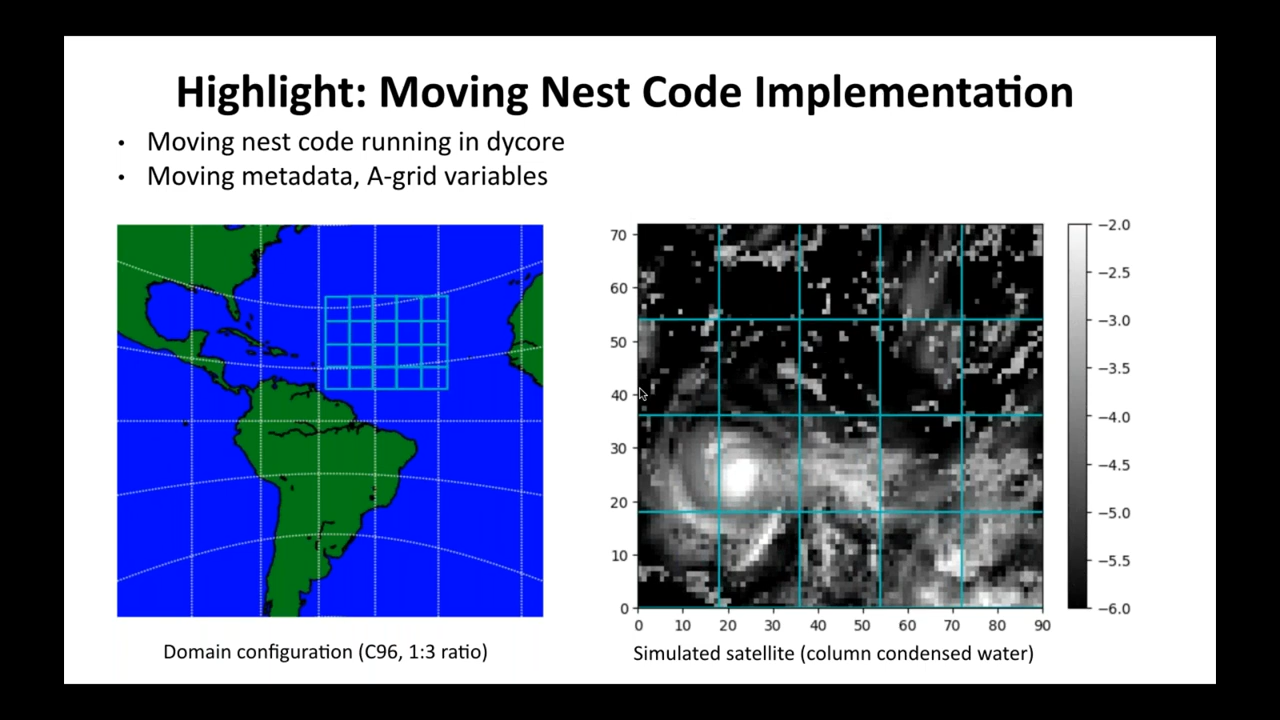 Highlight: Moving Nest Code Implementation
• Moving nest code running in dycore
• Moving metadata, A-grid variables
70
60
50
40
30
20
10
0
0 10 20 30 40 50 60 70 80 90
−2.0
−2.5
−3.0
−3.5
−4.0
−4.5
−5.0
−5.5
−6.0
Domain configuration (C96, 1:3 ratio)
Simulated satellite (column condensed water)